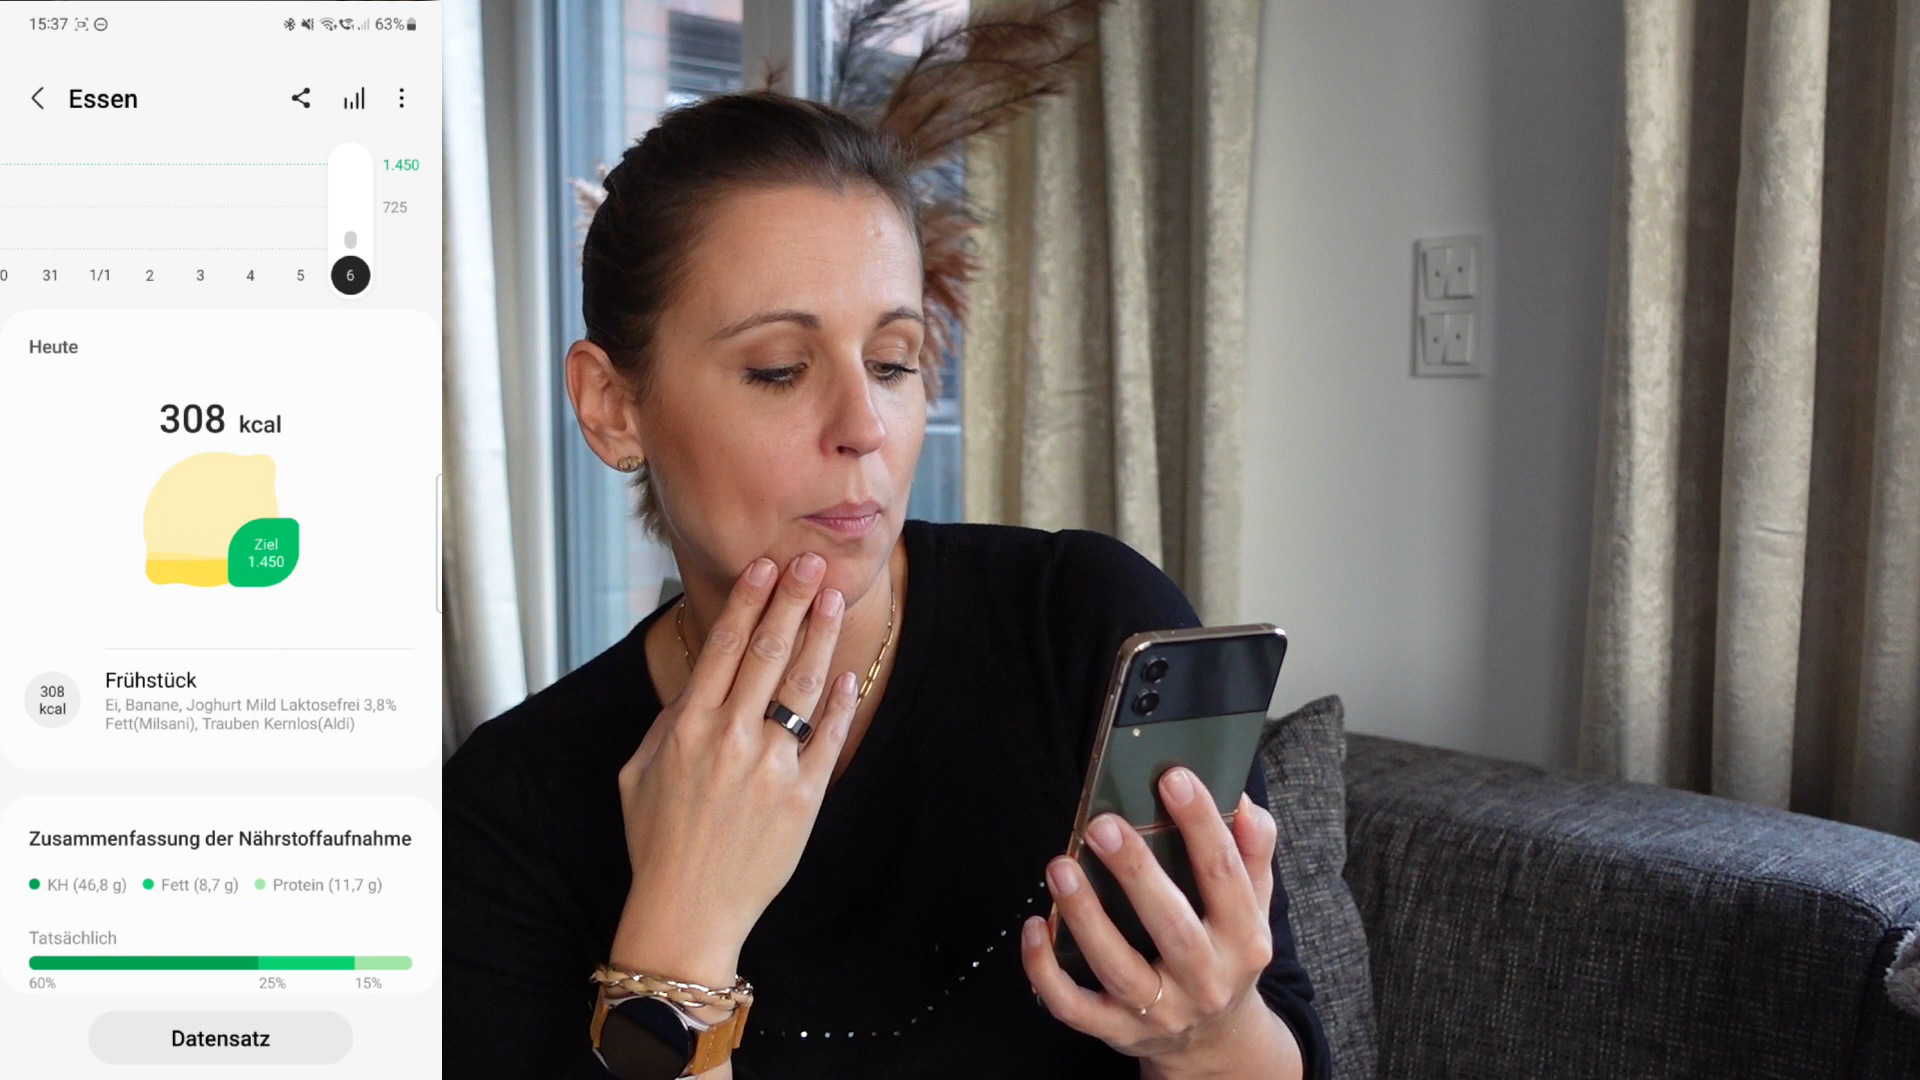 15:37 63%
Essen
1.450
725
0 31 1/1 2 3 4 5 6
Heute
308 kcal
Ziel
1.450
308
kcal
Frühstück
Ei, Banane, Joghurt Mild Laktosefrei 3,8%
Fett(Milsani), Trauben Kernlos(Aldi)
Zusammenfassung der Nährstoffaufnahme
KH (46,8 g) Fett (8,7 g) Protein (11,7 g)
Tatsächlich
60% 25% 15%
Datensatz